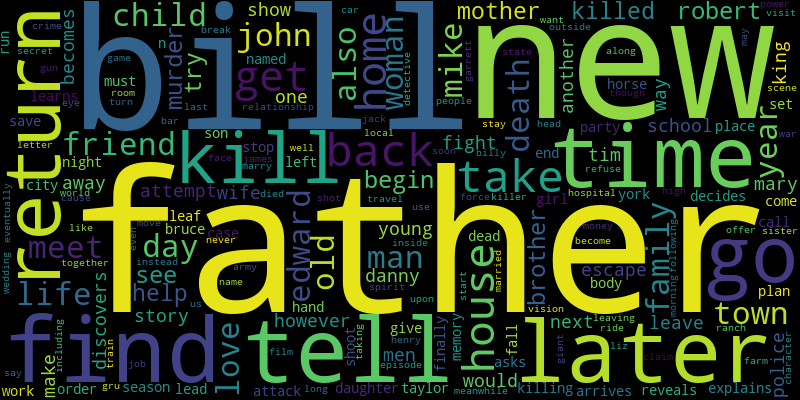 bill
new
father
return
kill
time
find
tell
later
go
take
back
get
home
house
child
friend
john
mike
mother
killed
robert
woman
show
also
becomes
murder
try
named
one
death
another
way
king
horse
set
year
school
place
party
fight
save
learns
run
secret
gun
eye
crime
must
room
turn
game
break
car
last
bar
relationship
detective
jack
people
want
outside
state
though
along
garrett
power
visit
may
scene
war
head
stay
local
soon
billy
refuse
tim
mary
come
sister
decides
york
hospital
girl
killer
force
end
begin
left
stop
james
marry
well
son
face
night
away
city
world
cause
letter
attempt
wife
died
shot
travel
use
young
inside
man
old
edward
danny
spirit
army
name
never
case
bruce
leaf
day
move
even
instead
like
together
meet
see
life
help
us
story
discovers
love
however
hand
upon
memory
give
men
finally
shoot
taking
henry
film
episode
long
taylor
daughter
meanwhile
attack
lead
season
order
gru
job
train
make
including
say
work
wedding
eventually
dead
start
married
brother
body
escape
money
become
vision
family
morning
following
offer
call
plan
town
leave
next
leaving
ride
ranch
fall
asks
would
killing
arrives
giant
liz
claim
farm
reveals
explains
police
character
high
n